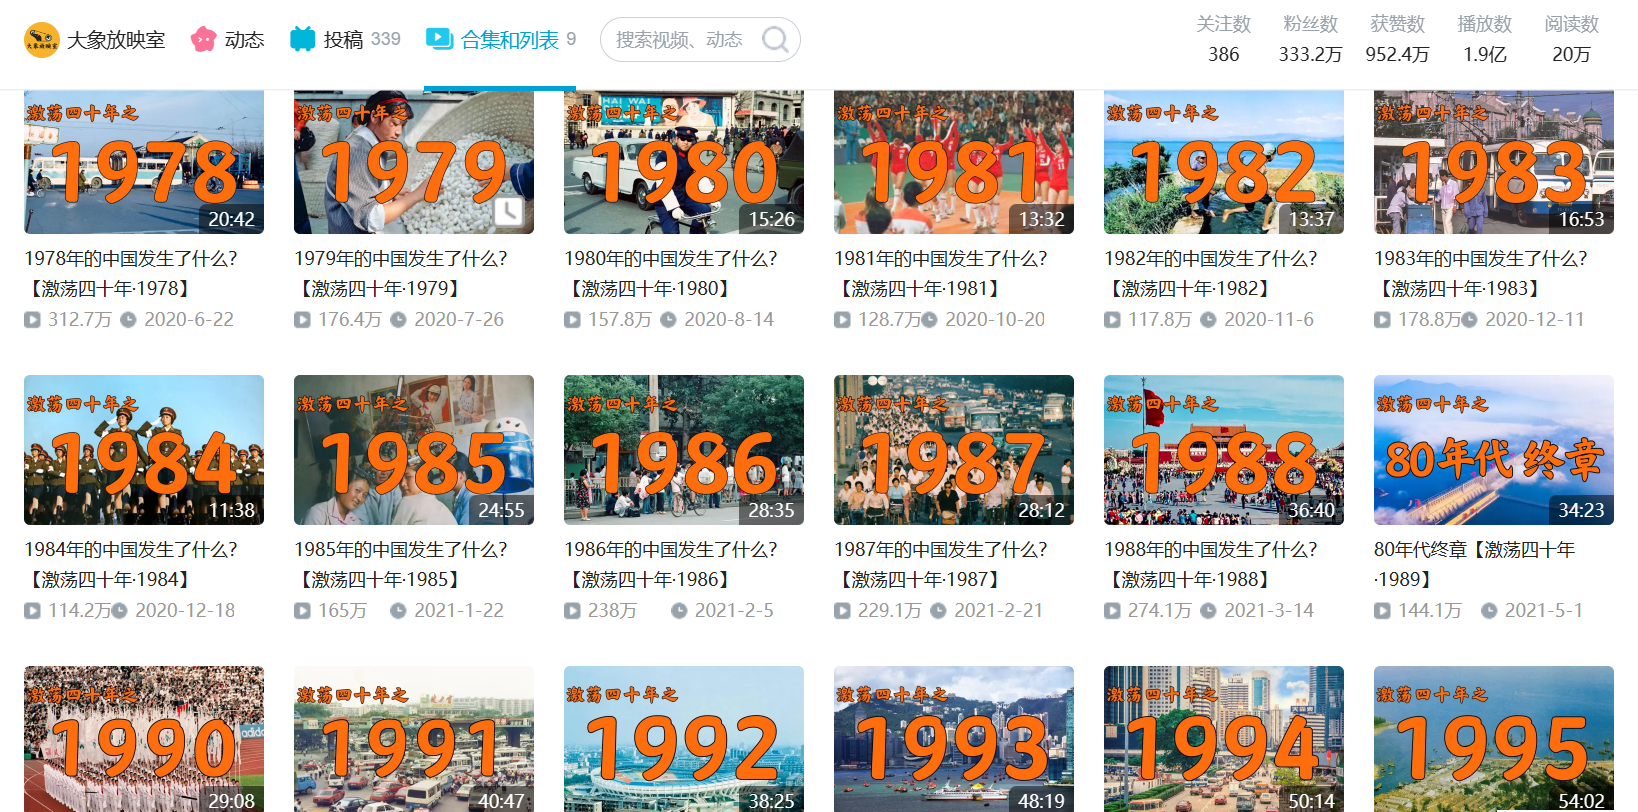 大象放映室 动态 投稿 339 合集和列表 9 搜索视频、动态
关注数 粉丝数 获赞数 播放数 阅读数
386 333.2万 952.4万 1.9亿 20万
激荡四十年之 激荡四十年之 激荡四十年之 激荡四十年之 激荡四十年之 激荡四十年之
1978 1979 1980 1981 1982 1983
20:42 15:26 13:32 13:37 16:53
1978年的中国发生了什么? 1979年的中国发生了什么? 1980年的中国发生了什么? 1981年的中国发生了什么? 1982年的中国发生了什么? 1983年的中国发生了什么?
【激荡四十年·1978】 【激荡四十年·1979】 【激荡四十年·1980】 【激荡四十年·1981】 【激荡四十年·1982】 【激荡四十年·1983】
312.7万 2020-6-22 176.4万 2020-7-26 157.8万 2020-8-14 128.7万 2020-10-20 117.8万 2020-11-6 178.8万 2020-12-11
激荡四十年之 激荡四十年之 激荡四十年之 激荡四十年之 激荡四十年之 激荡四十年之
1984 1985 1986 1987 1988 80年代 终章
11:38 24:55 28:35 28:12 36:40 34:23
1984年的中国发生了什么? 1985年的中国发生了什么? 1986年的中国发生了什么? 1987年的中国发生了什么? 1988年的中国发生了什么? 80年代终章【激荡四十年
【激荡四十年·1984】 【激荡四十年·1985】 【激荡四十年·1986】 【激荡四十年·1987】 【激荡四十年·1988】 ·1989】
114.2万 2020-12-18 165万 2021-1-22 238万 2021-2-5 229.1万 2021-2-21 274.1万 2021-3-14 144.1万 2021-5-1
激荡四十年之 激荡四十年之 激荡四十年之 激荡四十年之 激荡四十年之 激荡四十年之
1990 1991 1992 1993 1994 1995
29:08 40:47 38:25 48:19 50:14 54:02